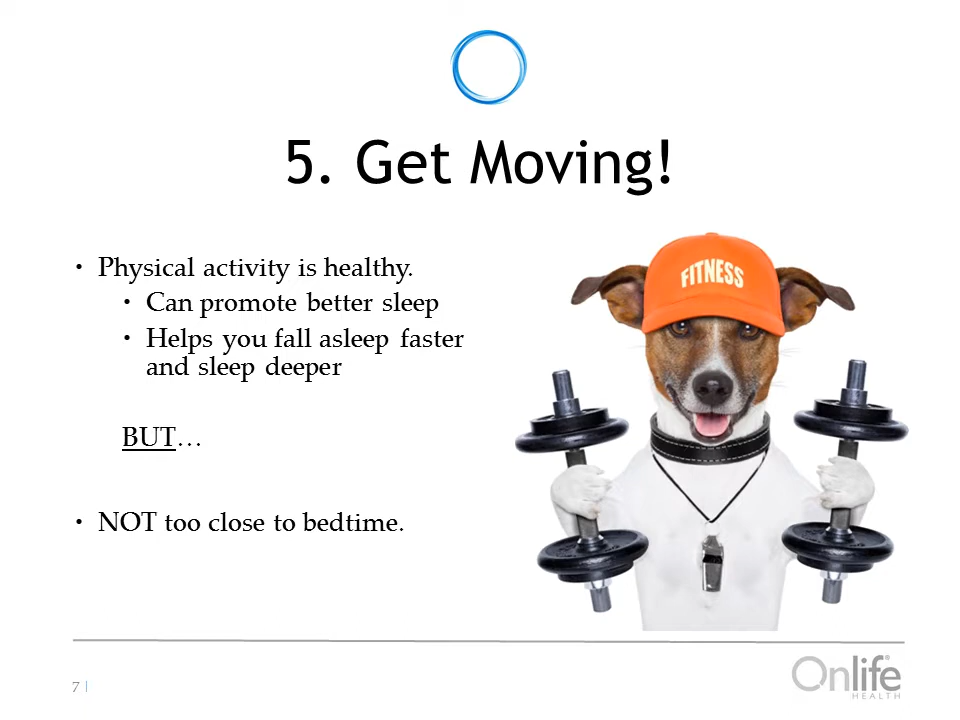 5. Get Moving!
• Physical activity is healthy.
• Can promote better sleep
• Helps you fall asleep faster
and sleep deeper
BUT…
• NOT too close to bedtime.
FITNESS
7 |
Onlife®
HEALTH